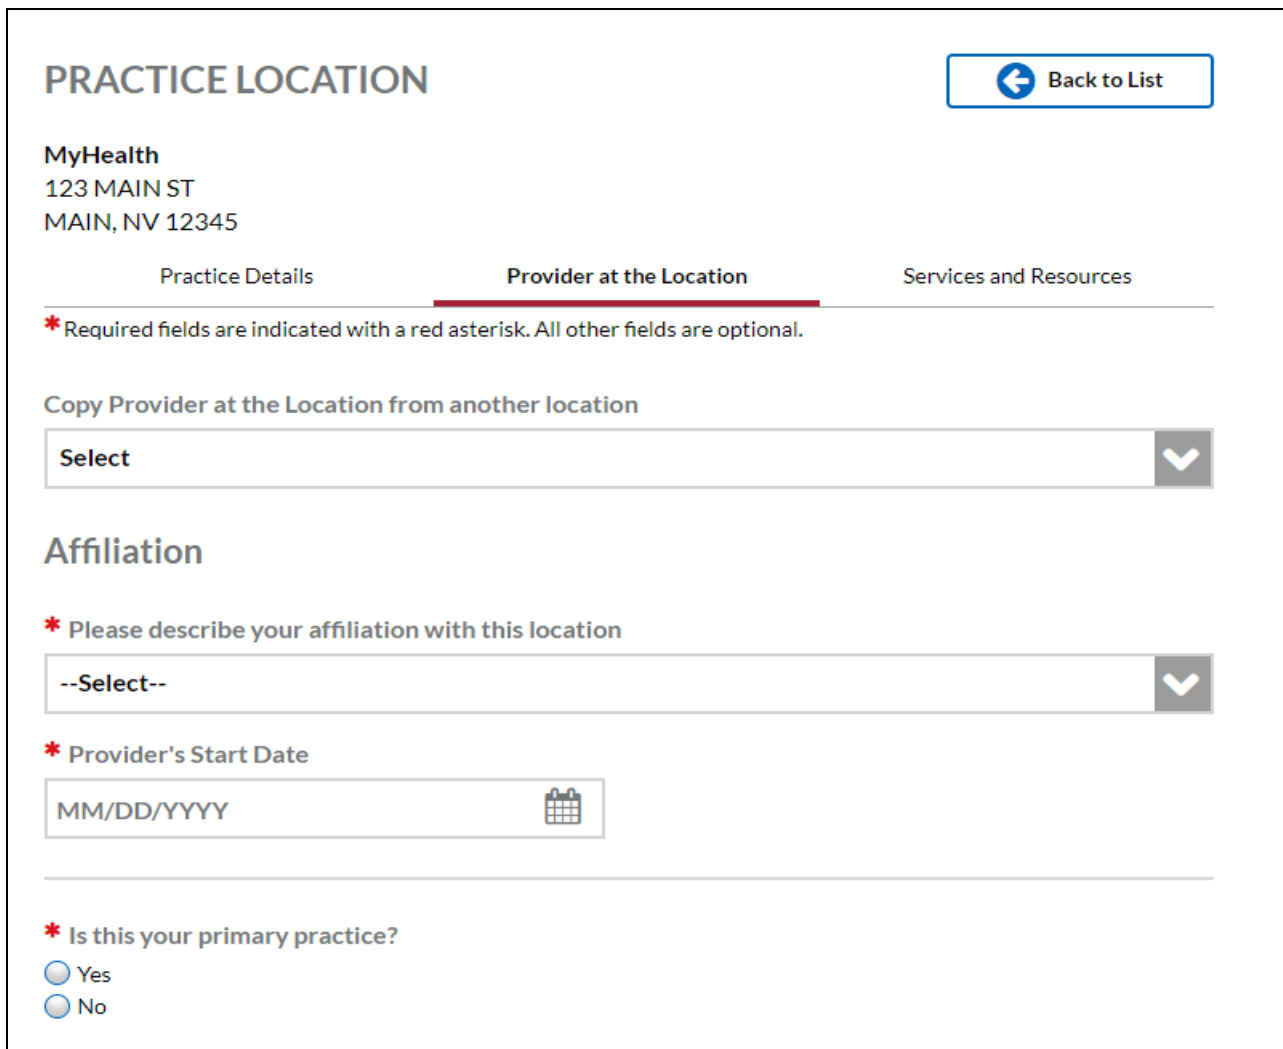 PRACTICE LOCATION
Back to List
MyHealth
123 MAIN ST
MAIN, NV 12345
Practice Details
Provider at the Location
Services and Resources
* Required fields are indicated with a red asterisk. All other fields are optional.
Copy Provider at the Location from another location
Select
Affiliation
* Please describe your affiliation with this location
--Select--
* Provider's Start Date
MM/DD/YYYY
* Is this your primary practice?
Yes
No